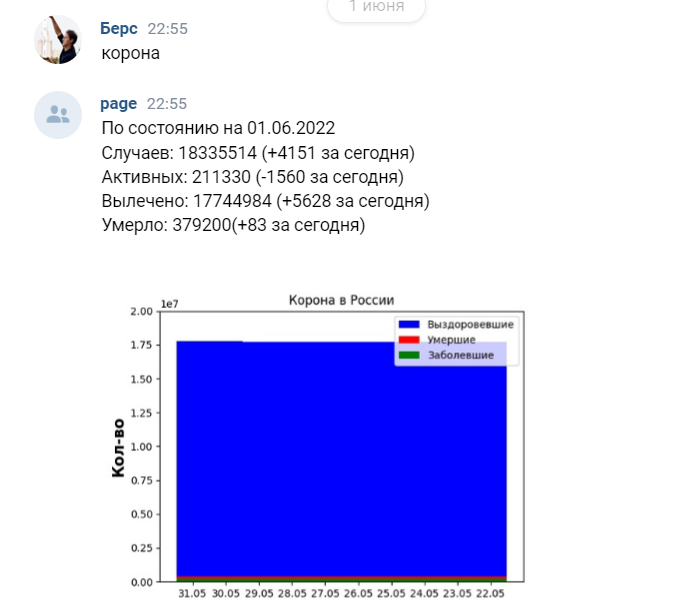 1 июня
Берс 22:55
корона
page 22:55
По состоянию на 01.06.2022
Случаев: 18335514 (+4151 за сегодня)
Активных: 211330 (-1560 за сегодня)
Вылечено: 17744984 (+5628 за сегодня)
Умерло: 379200(+83 за сегодня)
Корона в России
1e7
2.00
1.75
1.50
1.25
1.00
0.75
0.50
0.25
0.00
Кол-во
Выздоровевшие
Умершие
Заболевшие
31.05 30.05 29.05 28.05 27.05 26.05 25.05 24.05 23.05 22.05